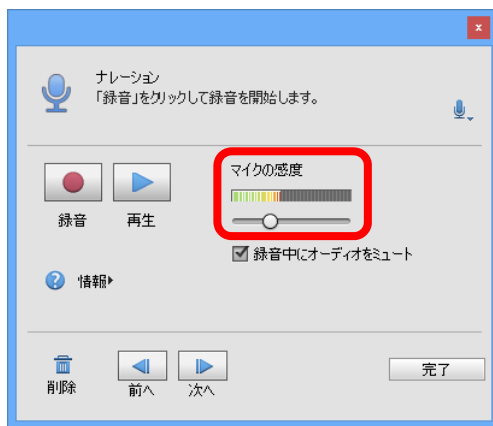 x
ナレーション
「録音」をクリックして録音を開始します。
マイクの感度
録音 再生
録音中にオーディオをミュート
? 情報
削除 前へ 次へ 完了